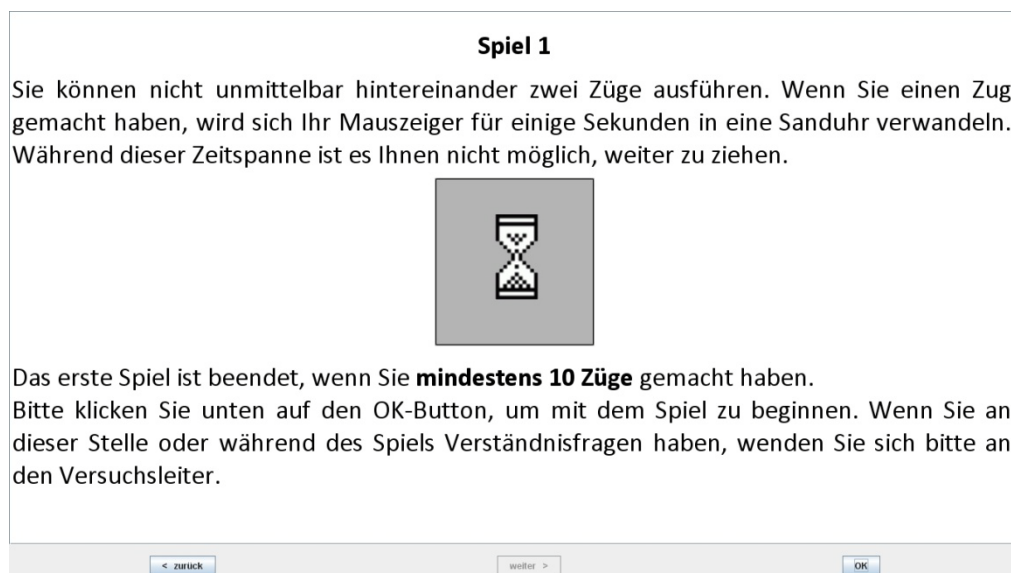 Spiel 1
Sie können nicht unmittelbar hintereinander zwei Züge ausführen. Wenn Sie einen Zug
gemacht haben, wird sich Ihr Mauszeiger für einige Sekunden in eine Sanduhr verwandeln.
Während dieser Zeitspanne ist es Ihnen nicht möglich, weiter zu ziehen.
Das erste Spiel ist beendet, wenn Sie mindestens 10 Züge gemacht haben.
Bitte klicken Sie unten auf den OK-Button, um mit dem Spiel zu beginnen. Wenn Sie an
dieser Stelle oder während des Spiels Verständnisfragen haben, wenden Sie sich bitte an
den Versuchsleiter.
< zurück weiter > OK